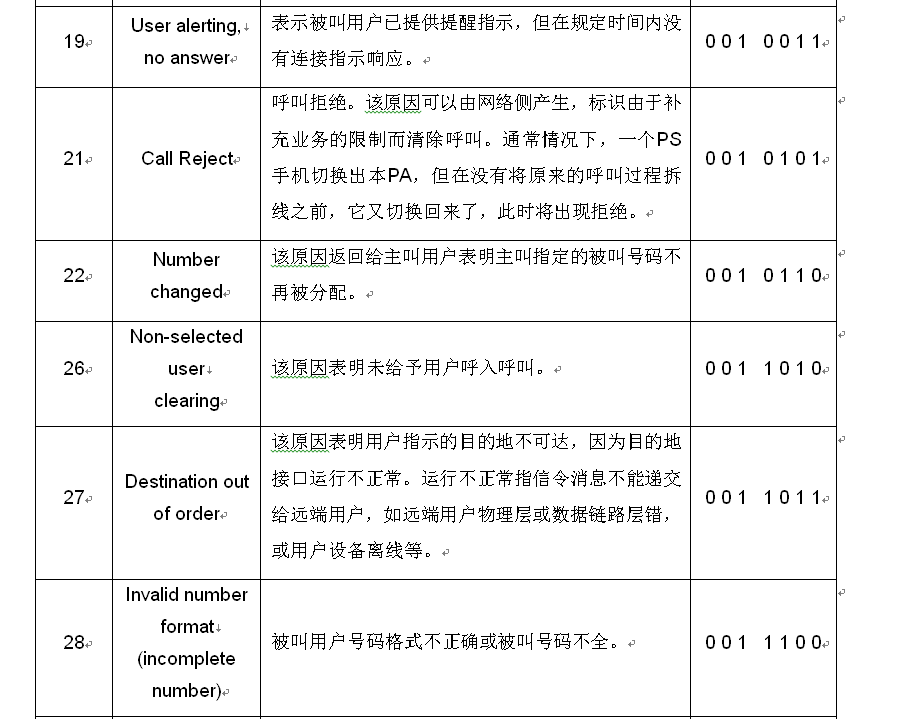 19
User alerting,
no answer
表示被叫用户已提供提醒指示，但在规定时间内没
有连接指示响应。
001 0011
21
Call Reject
呼叫拒绝。该原因可以由网络侧产生，标识由于补
充业务的限制而清除呼叫。通常情况下，一个PS
手机切换出本PA，但在没有将原来的呼叫过程拆
线之前，它又切换回来了，此时将出现拒绝。
001 0101
22
Number
changed
该原因返回给主叫用户表明主叫指定的被叫号码不
再被分配。
001 0110
26
Non-selected
user
clearing
该原因表明未给予用户呼入呼叫。
001 1010
27
Destination out
of order
该原因表明用户指示的目的地不可达，因为目的地
接口运行不正常。运行不正常指信令消息不能递交
给远端用户，如远端用户物理层或数据链路层错，
或用户设备离线等。
001 1011
28
Invalid number
format
(incomplete
number)
被叫用户号码格式不正确或被叫号码不全。
001 1100